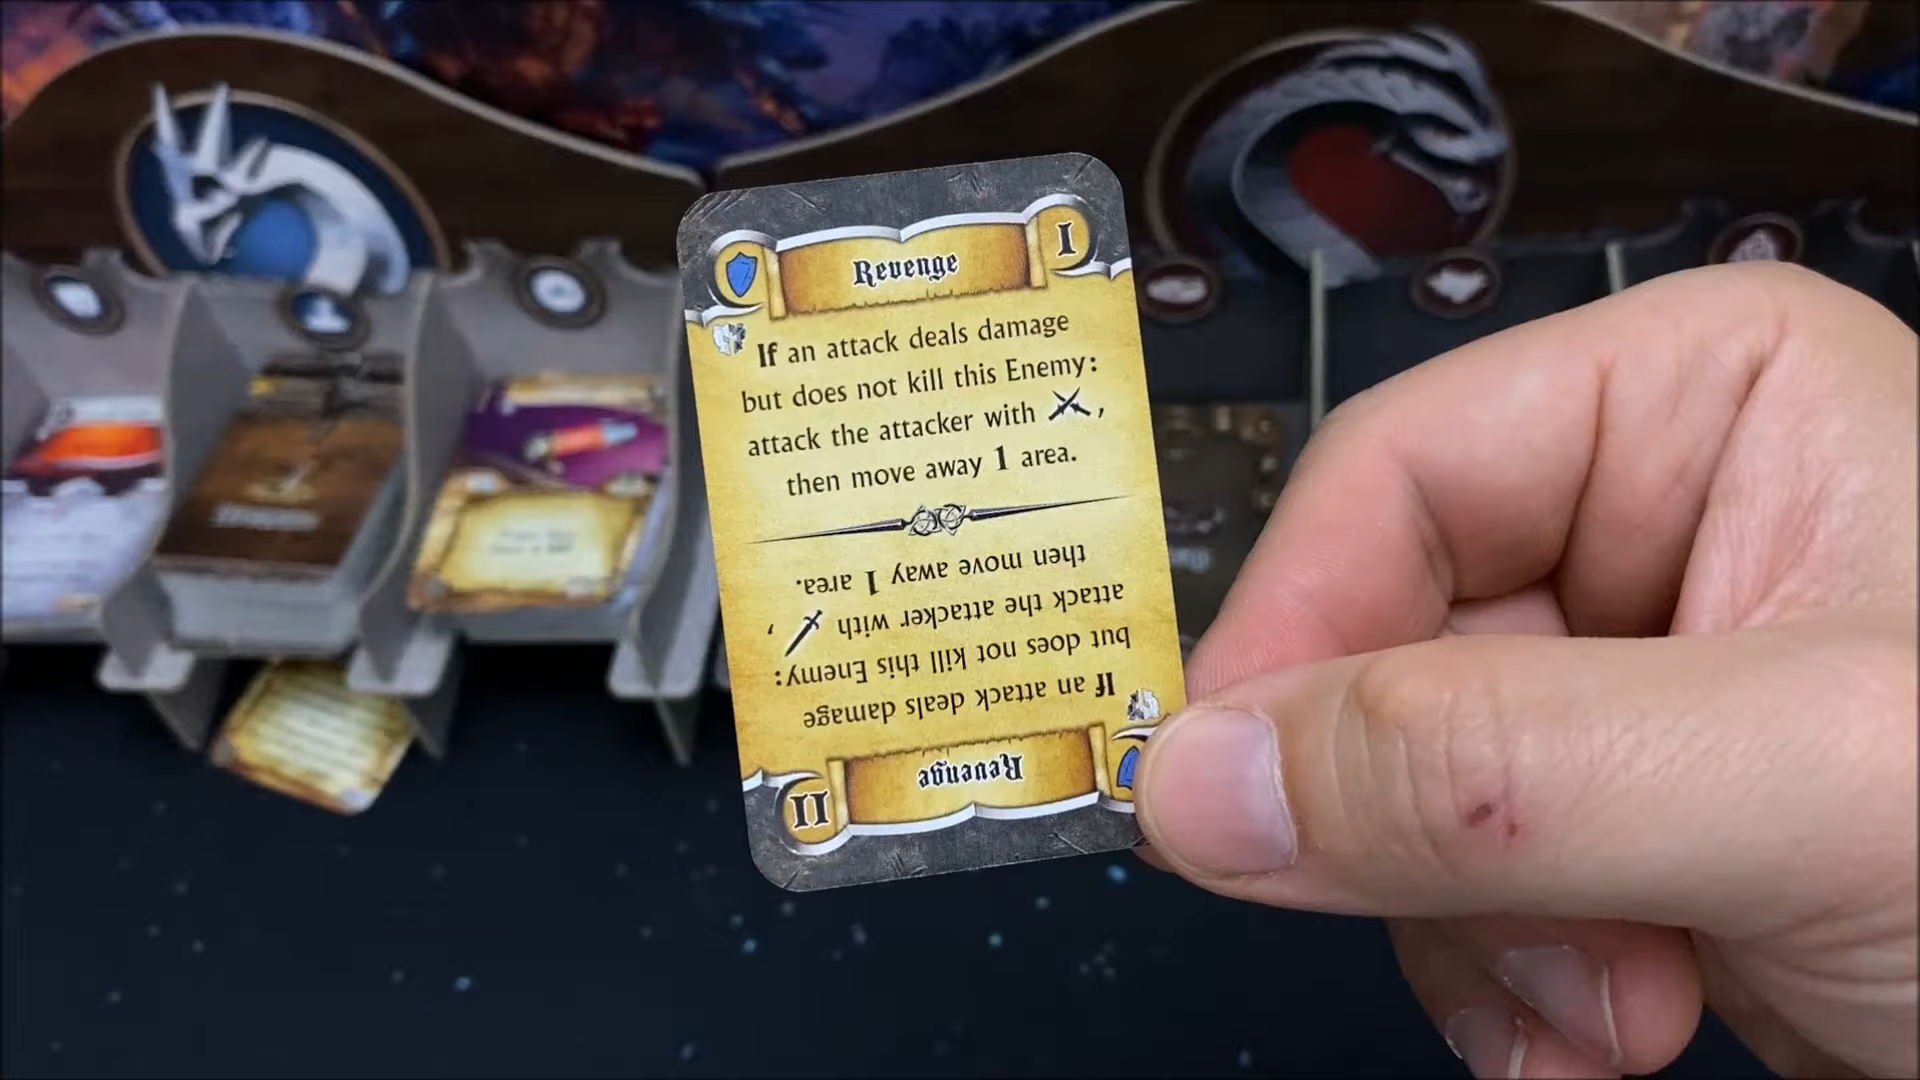 I
Revenge
If an attack deals damage
but does not kill this Enemy:
attack the attacker with ,
then move away 1 area.
then move away 1 area.
attack the attacker with ,
but does not kill this Enemy:
If an attack deals damage
Revenge
II